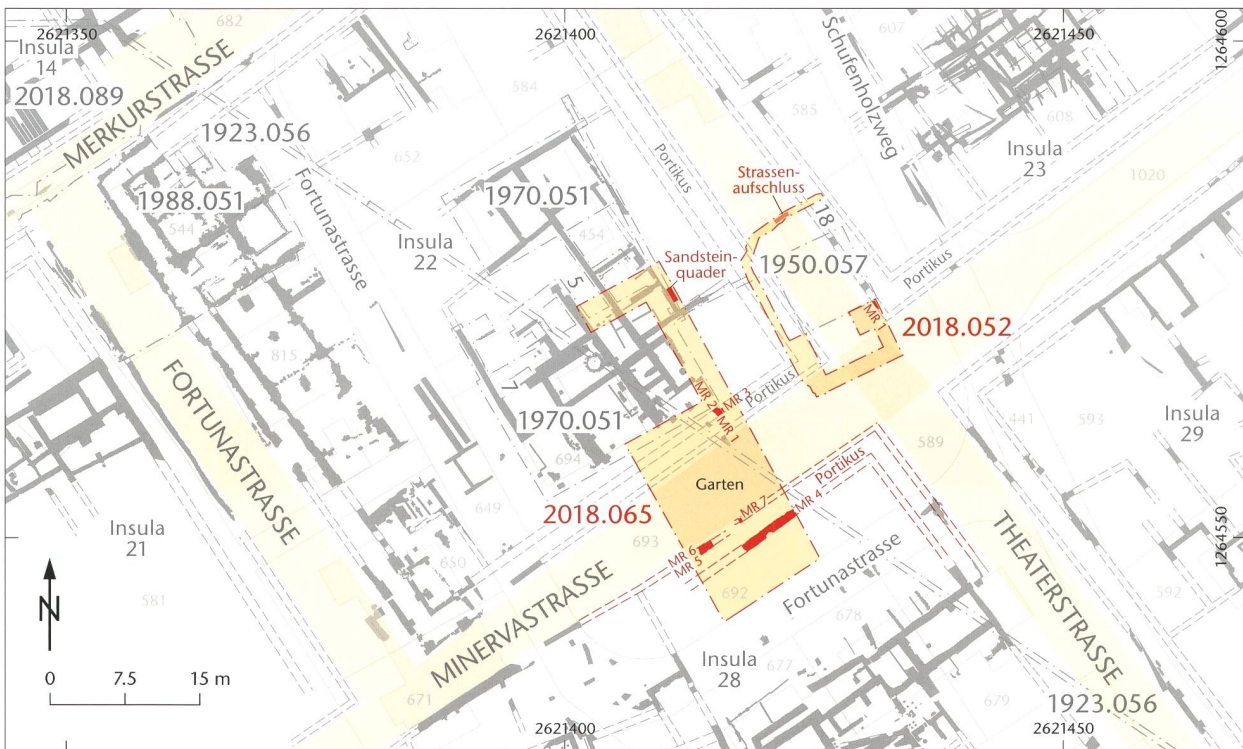 2621350
682
2621400
2621450
1264600
Insula
14
2018.089
MERKURSTRASSE
1923.056
584
652
585
607
Schufenholzweg
608
Insula
23
1020
Portikus
Strassen-
aufschluss
18
1988.051
544
Fortunastrasse
1970.051
454
Insula
22
5
Sandstein-
quader
1950.057
Portikus
MR
2018.052
815
7
FORTUNASTRASSE
MR 2
MR 3
MR 1
Portikus
1970.051
694
441
593
Insula
29
589
Portikus
Garten
649
2018.065
MR 7
MR 4
693
MR 6
MR 5
1264550
Insula
21
581
650
692
Fortunastrasse
THEATERSTRASSE
592
N
MINERVASTRASSE
678
Insula
28
677
679
0
7.5
15 m
671
1923.056
2621400
2621450